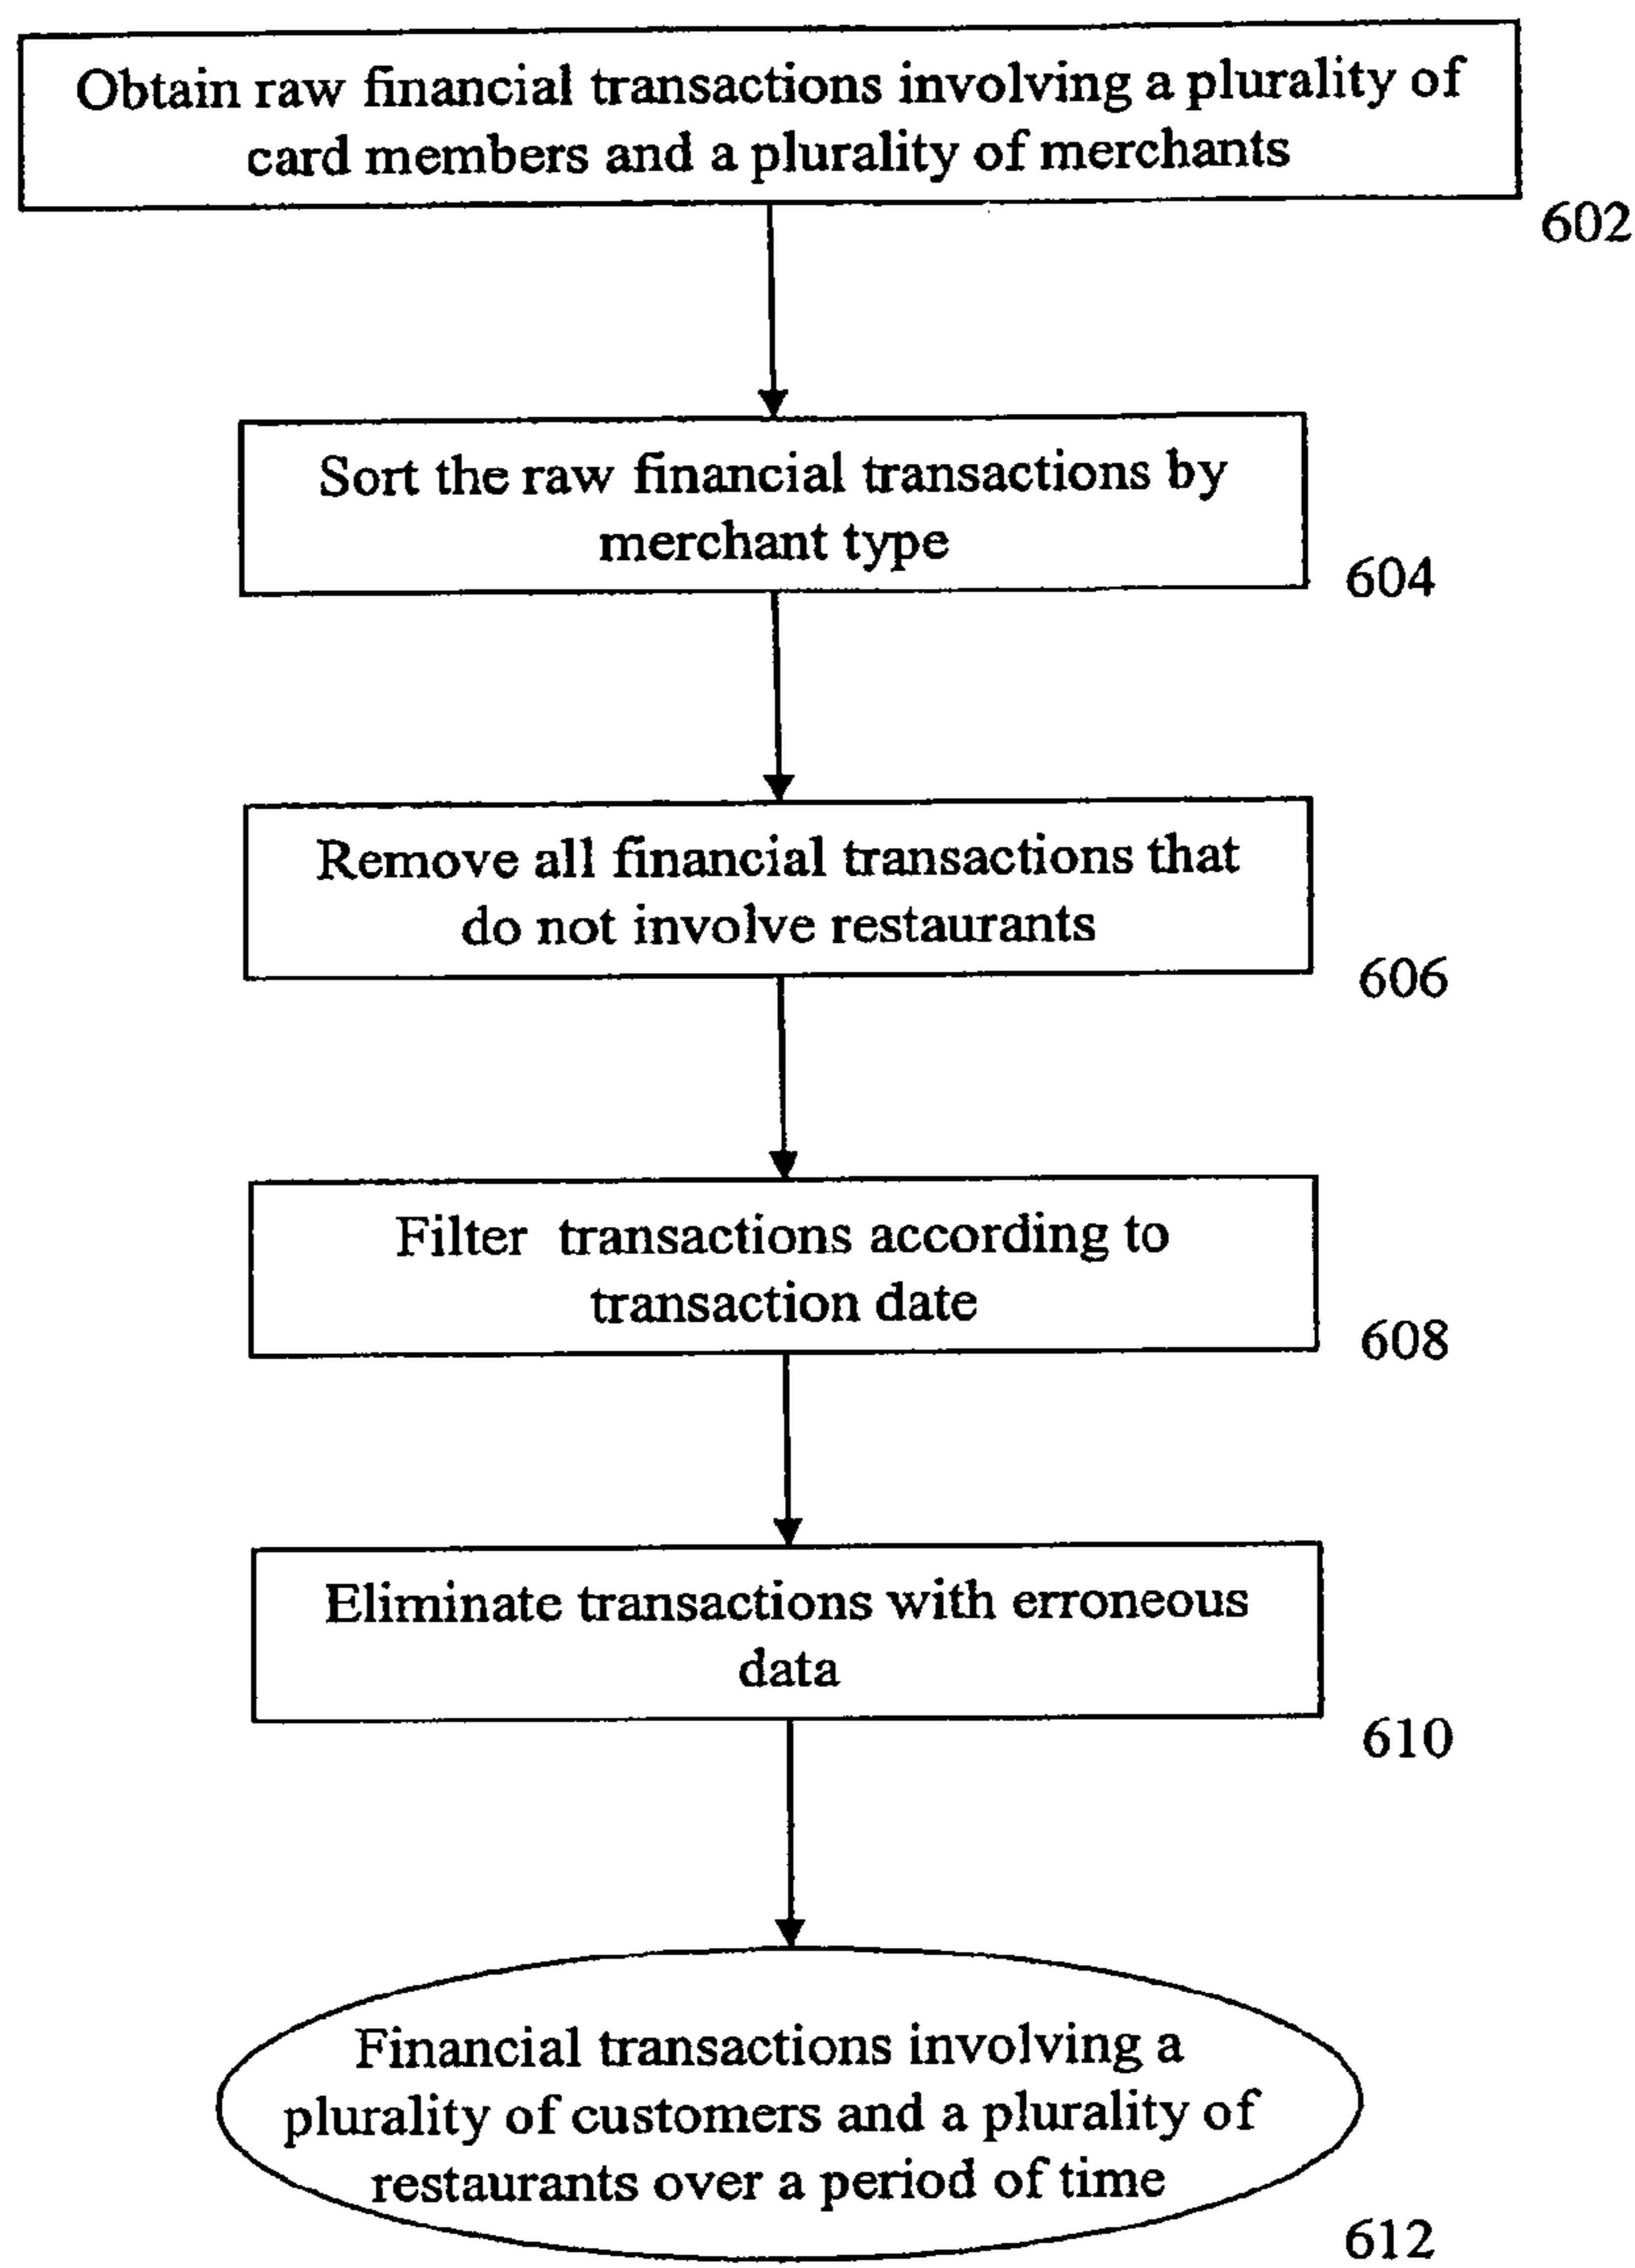 Obtain raw financial transactions involving a plurality of
card members and a plurality of merchants
602
Sort the raw financial transactions by
merchant type
604
Remove all financial transactions that
do not involve restaurants
606
Filter transactions according to
transaction date
608
Eliminate transactions with erroneous
data
610
Financial transactions involving a
plurality of customers and a plurality of
restaurants over a period of time
612